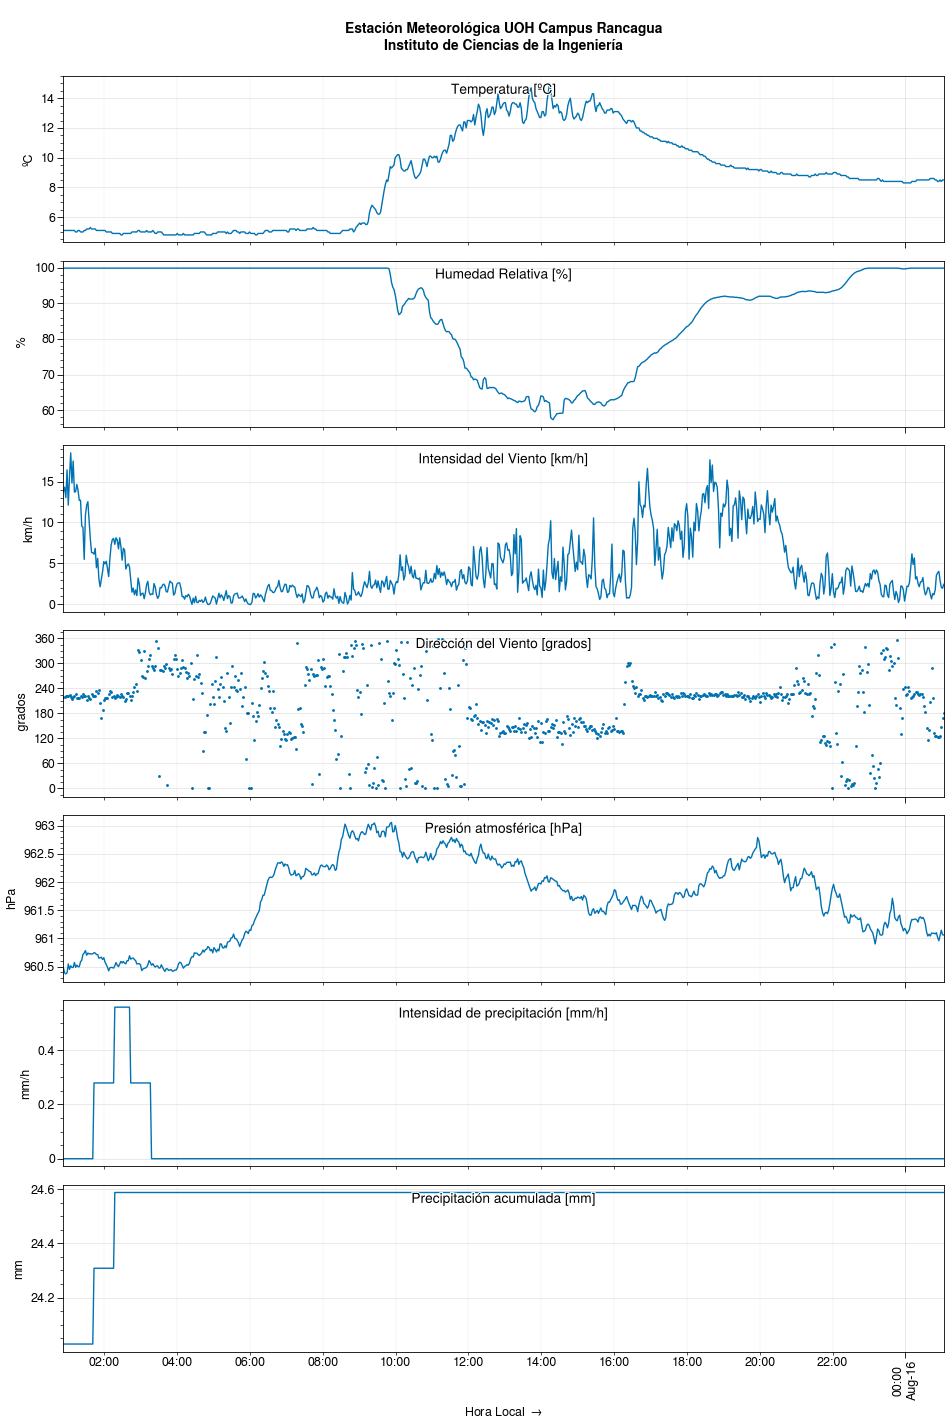 Estación Meteorológica UOH Campus Rancagua
Instituto de Ciencias de la Ingeniería
Temperatura [ºC]
14
12
10
8
6
ºC
Humedad Relativa [%]
100
90
80
70
60
%
Intensidad del Viento [km/h]
15
10
5
0
km/h
Dirección del Viento [grados]
360
300
240
180
120
60
0
grados
Presión atmosférica [hPa]
963
962.5
962
961.5
961
960.5
hPa
Intensidad de precipitación [mm/h]
0.4
0.2
0
mm/h
Precipitación acumulada [mm]
24.6
24.4
24.2
mm
02:00 04:00 06:00 08:00 10:00 12:00 14:00 16:00 18:00 20:00 22:00 00:00
Aug-16
Hora Local →